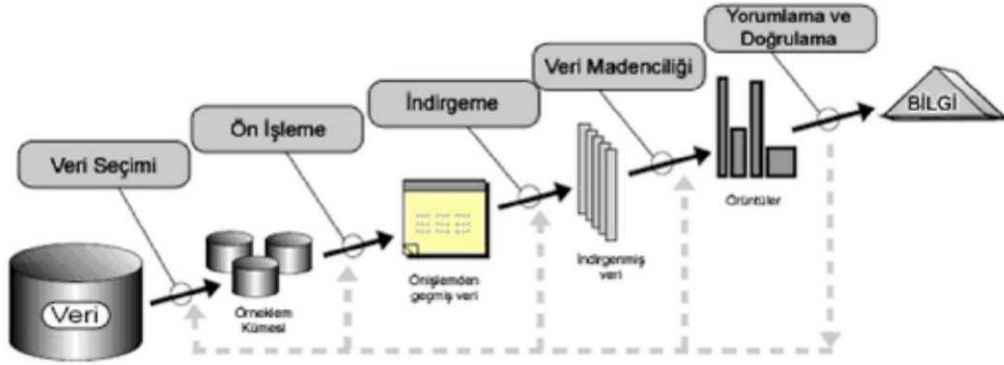 Yorumlama ve
Doğrulama
Veri Madenciliği
İndirgeme
Ön İşleme
Veri Seçimi
BİLGİ
Örüntüler
İndirgenmiş
veri
Önişlemden
geçmiş veri
Örneklem
Kümesi
Veri